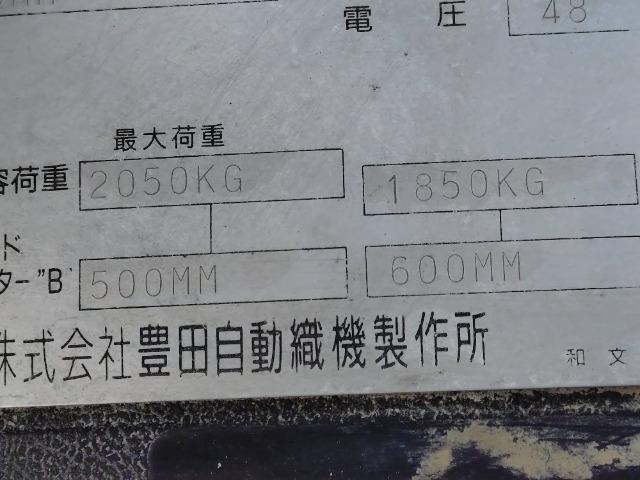 電 圧 48
最大荷重
容荷重 2050KG 1850KG
ド
ター"B" 500MM 600MM
株式会社豊田自動織機製作所
和 文